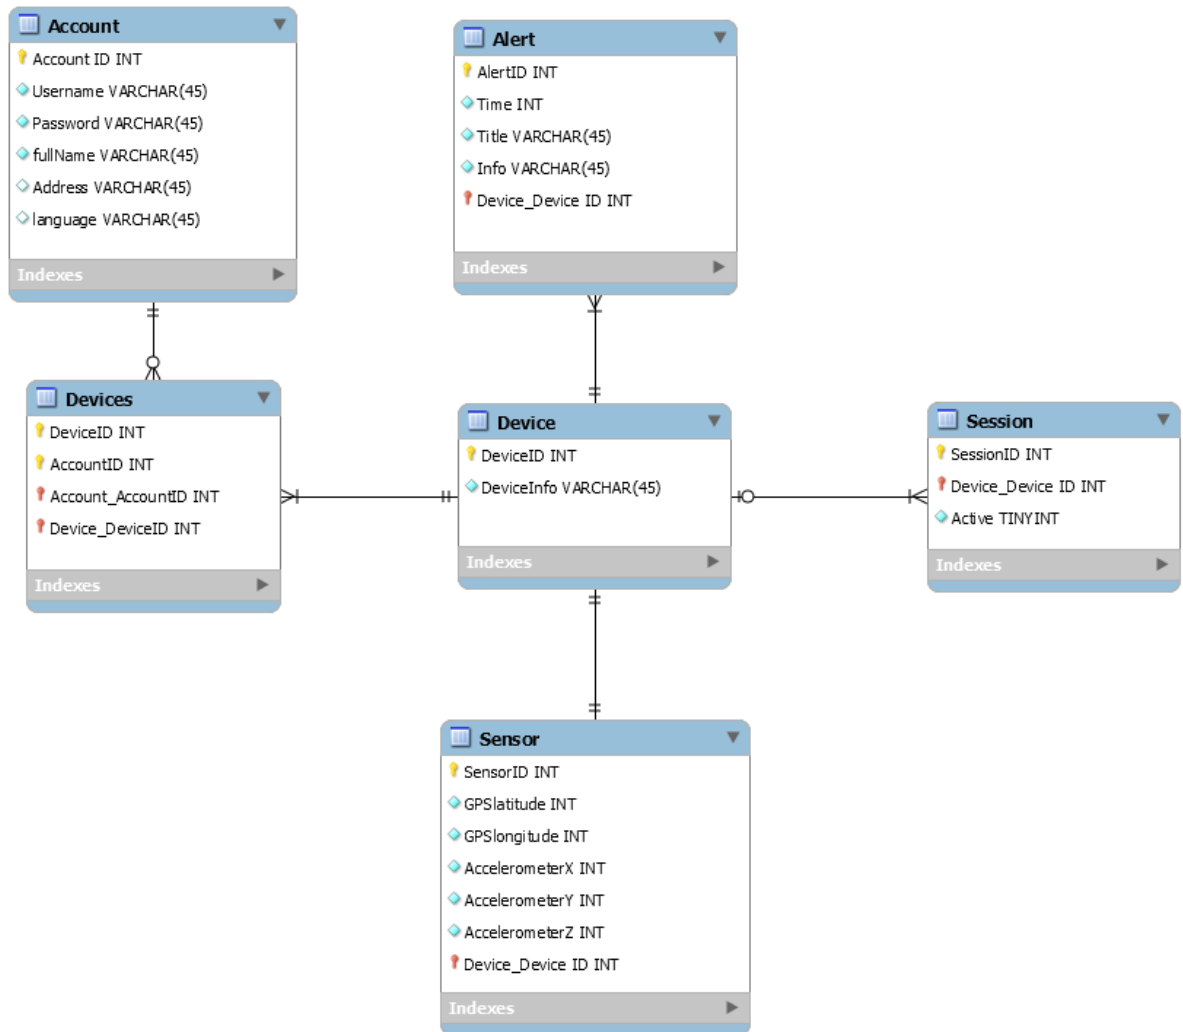 Account
Account ID INT
Username VARCHAR(45)
Password VARCHAR(45)
fullName VARCHAR(45)
Address VARCHAR(45)
language VARCHAR(45)
Indexes
Alert
AlertID INT
Time INT
Title VARCHAR(45)
Info VARCHAR(45)
Device_Device ID INT
Indexes
Devices
DeviceID INT
AccountID INT
Account_AccountID INT
Device_DeviceID INT
Indexes
Device
DeviceID INT
DeviceInfo VARCHAR(45)
Indexes
Session
SessionID INT
Device_Device ID INT
Active TINYINT
Indexes
Sensor
SensorID INT
GPSlatitude INT
GPSlongitude INT
AccelerometerX INT
AccelerometerY INT
AccelerometerZ INT
Device_Device ID INT
Indexes